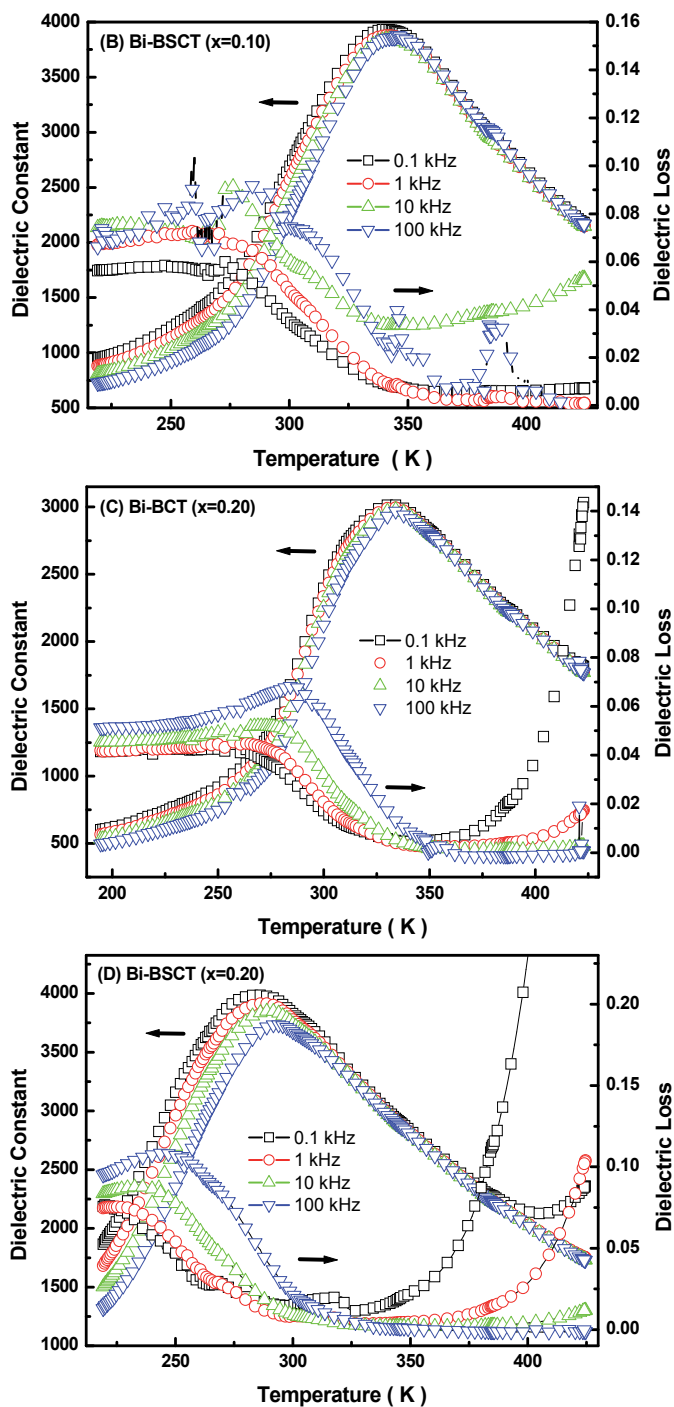 (B) Bi-BSCT (x=0.10)
4000
3500
3000
2500
2000
1500
1000
500
Dielectric Constant
0.16
0.14
0.12
0.10
0.08
0.06
0.04
0.02
0.00
Dielectric Loss
0.1 kHz
1 kHz
10 kHz
100 kHz
250 300 350 400
Temperature ( K )
(C) Bi-BCT (x=0.20)
3000
2500
2000
1500
1000
500
Dielectric Constant
0.14
0.12
0.10
0.08
0.06
0.04
0.02
0.00
Dielectric Loss
0.1 kHz
1 kHz
10 kHz
100 kHz
200 250 300 350 400
Temperature ( K )
(D) Bi-BSCT (x=0.20)
4000
3500
3000
2500
2000
1500
1000
Dielectric Constant
0.20
0.15
0.10
0.05
0.00
Dielectric Loss
0.1 kHz
1 kHz
10 kHz
100 kHz
250 300 350 400
Temperature ( K )